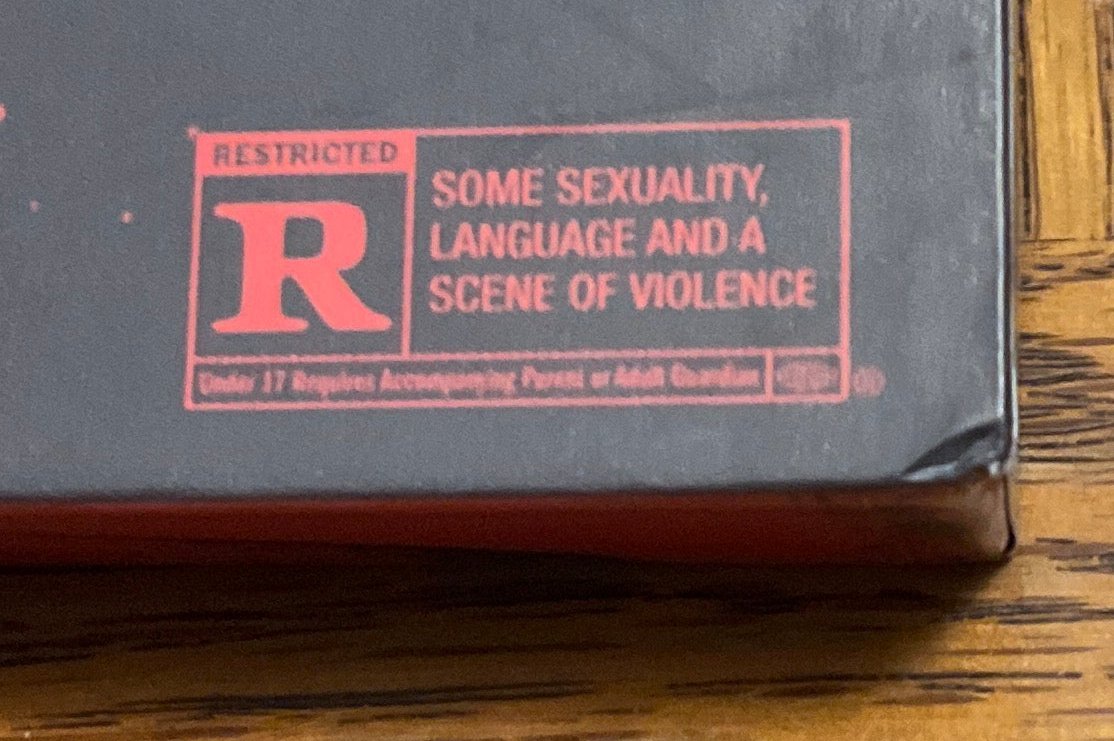 RESTRICTED
R
SOME SEXUALITY,
LANGUAGE AND A
SCENE OF VIOLENCE
Under 17 Requires Accompanying Parent or Adult Guardian
®